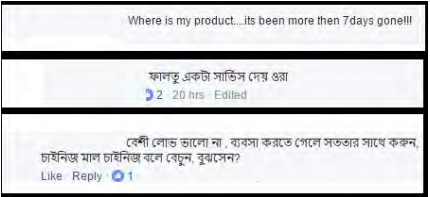 Where is my product....its been more then 7days gone!!!
ফালতু একটা সার্ভিস দেয় ওরা
2 · 20 hrs · Edited
বেশী লোভ ভালো না , ব্যবসা করতে গেলে সততার সাথে করুন,
চাইনিজ মাল চাইনিজ বলে বেচুন, বুঝসেন?
Like · Reply · 1